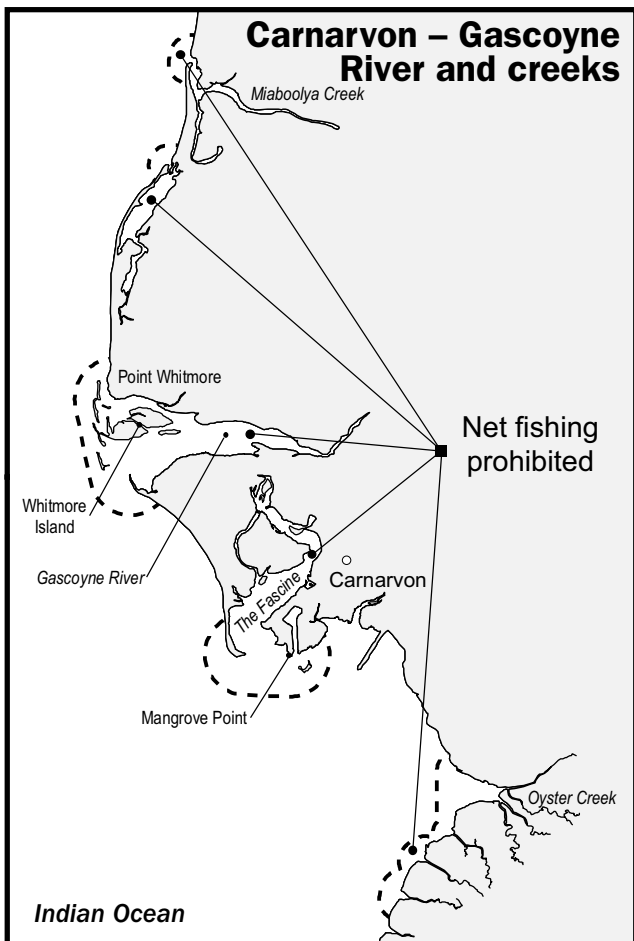 Carnarvon – Gascoyne
River and creeks
Miaboolya Creek
Point Whitmore
Net fishing
prohibited
Whitmore
Island
Gascoyne River
Carnarvon
The Fascine
Mangrove Point
Oyster Creek
Indian Ocean